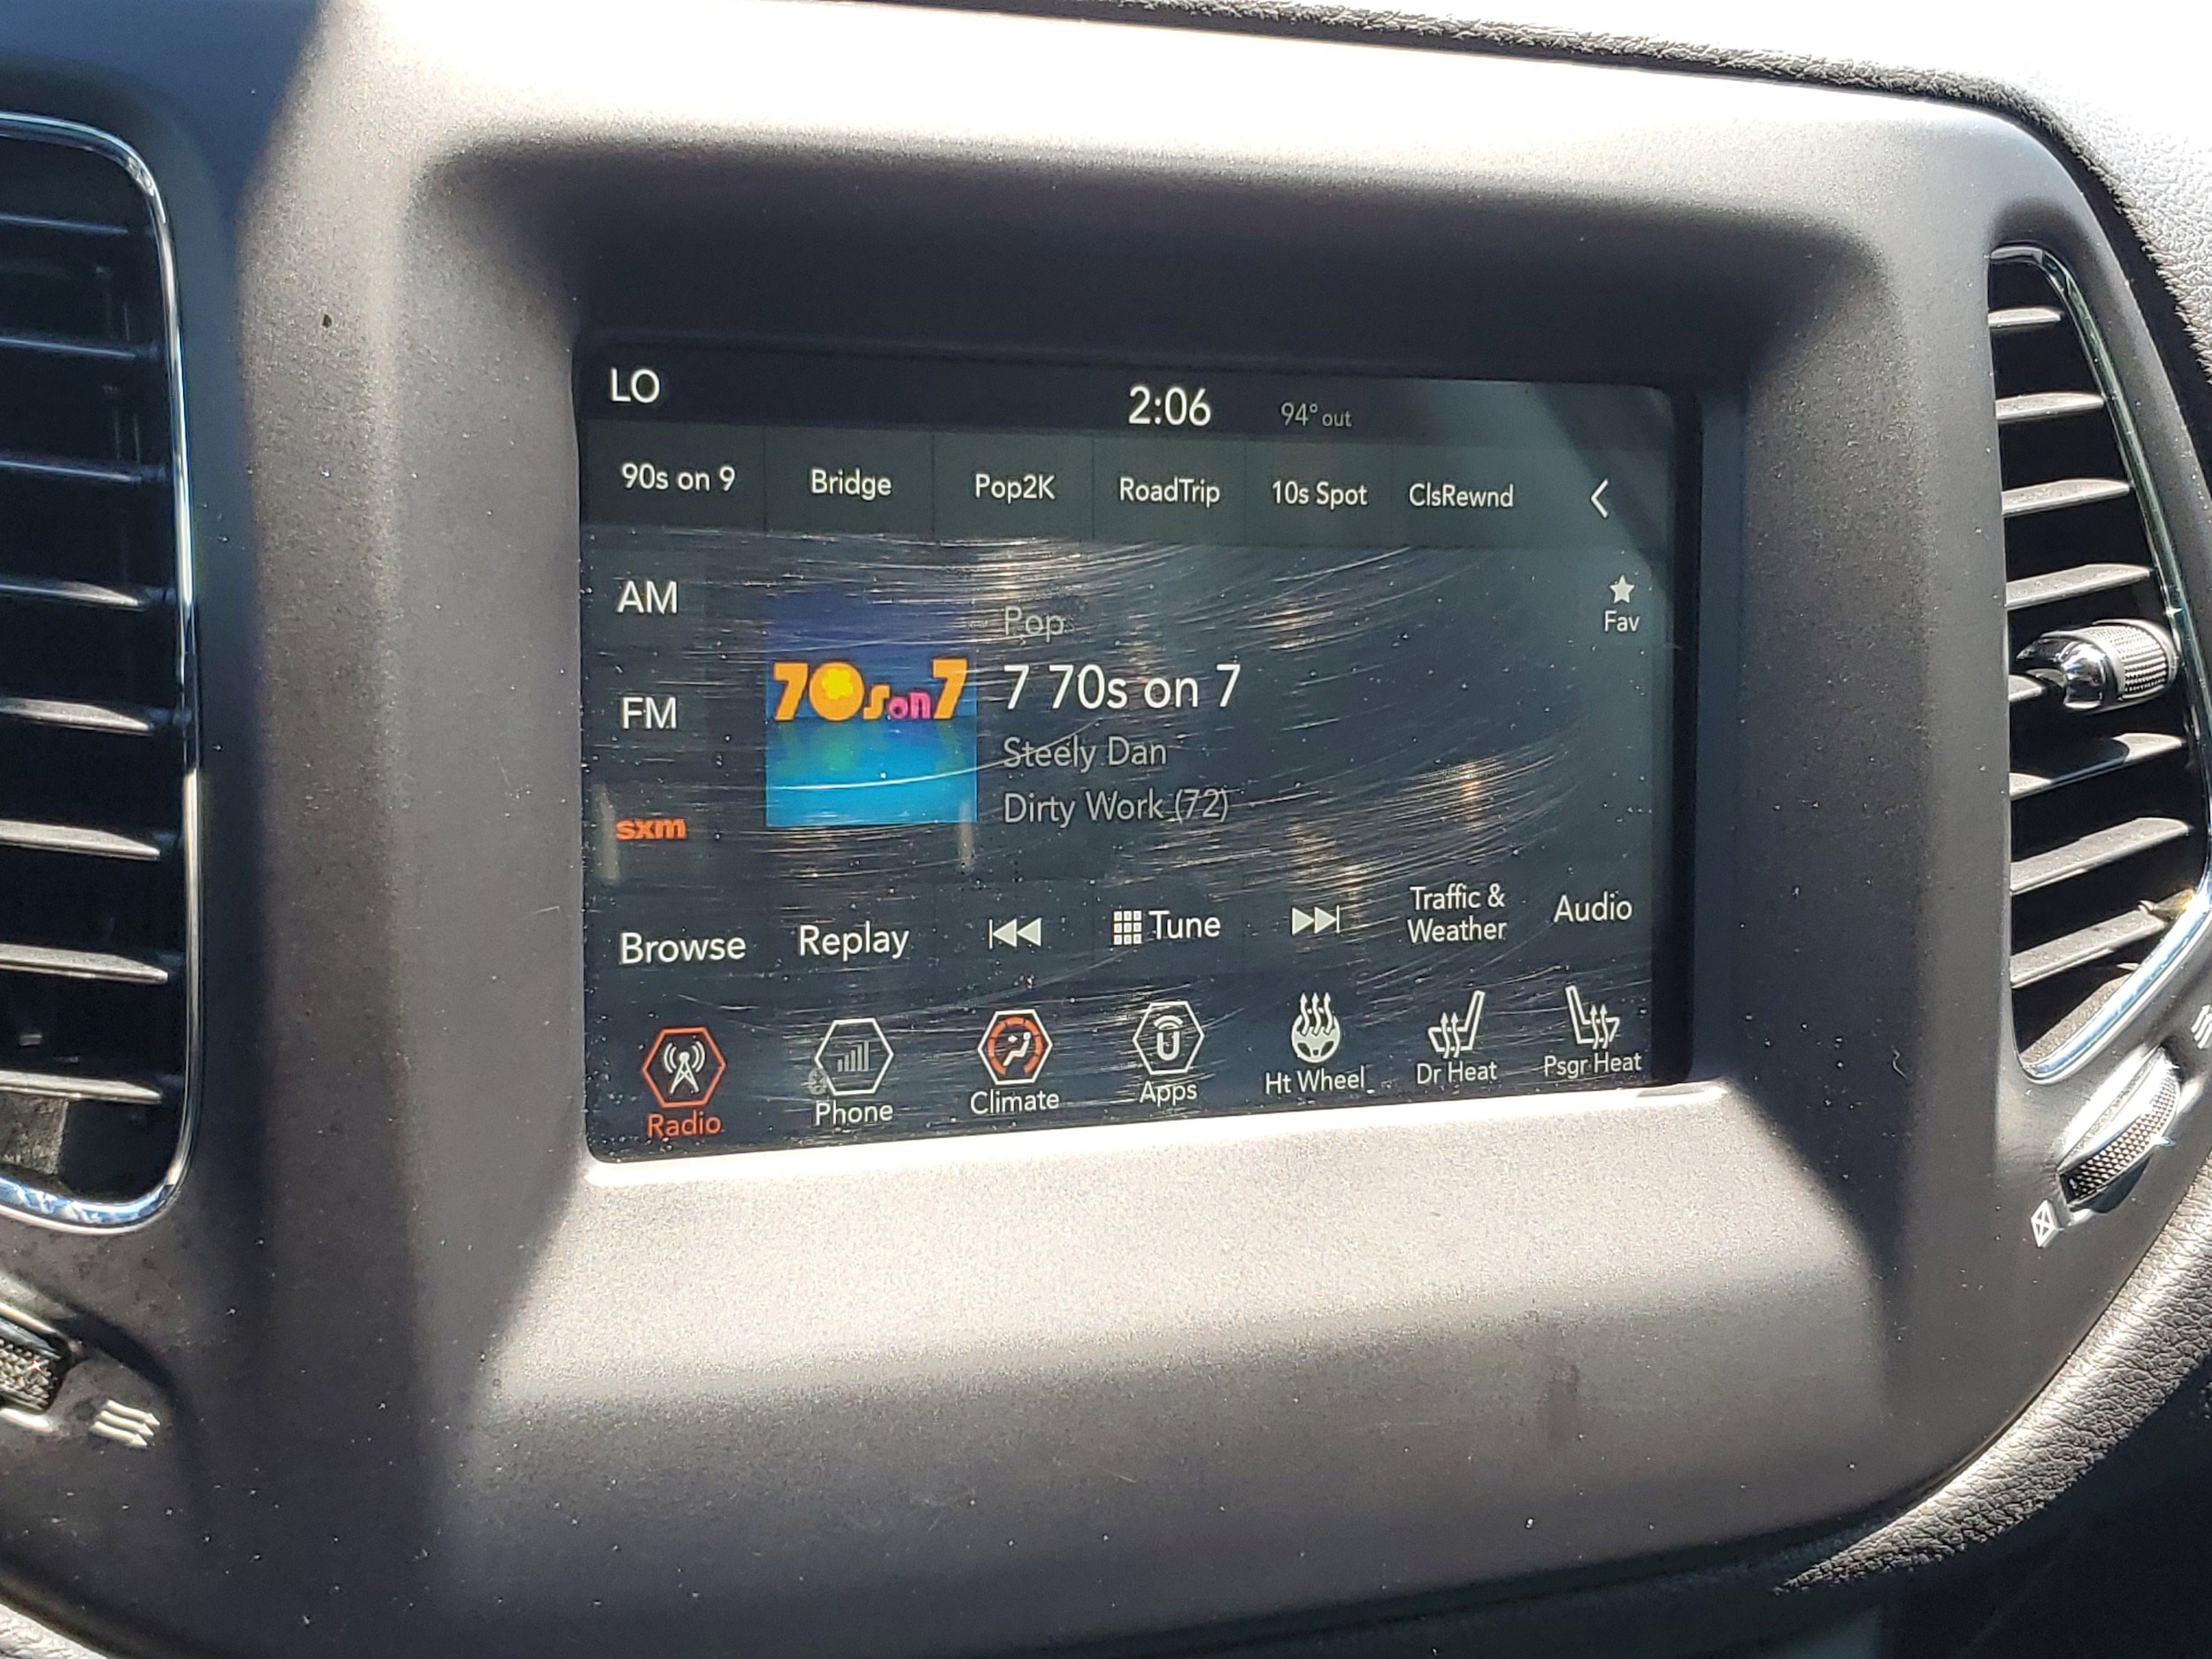 LO
2:06
94° out
90s on 9
Bridge
Pop2K
RoadTrip
10s Spot
ClsRewnd
AM
FM
sxm
70s on 7
Pop
7 70s on 7
Steely Dan
Dirty Work (72)
Fav
Browse
Replay
Tune
Traffic &
Weather
Audio
Radio
Phone
Climate
Apps
Ht Wheel
Dr Heat
Psgr Heat